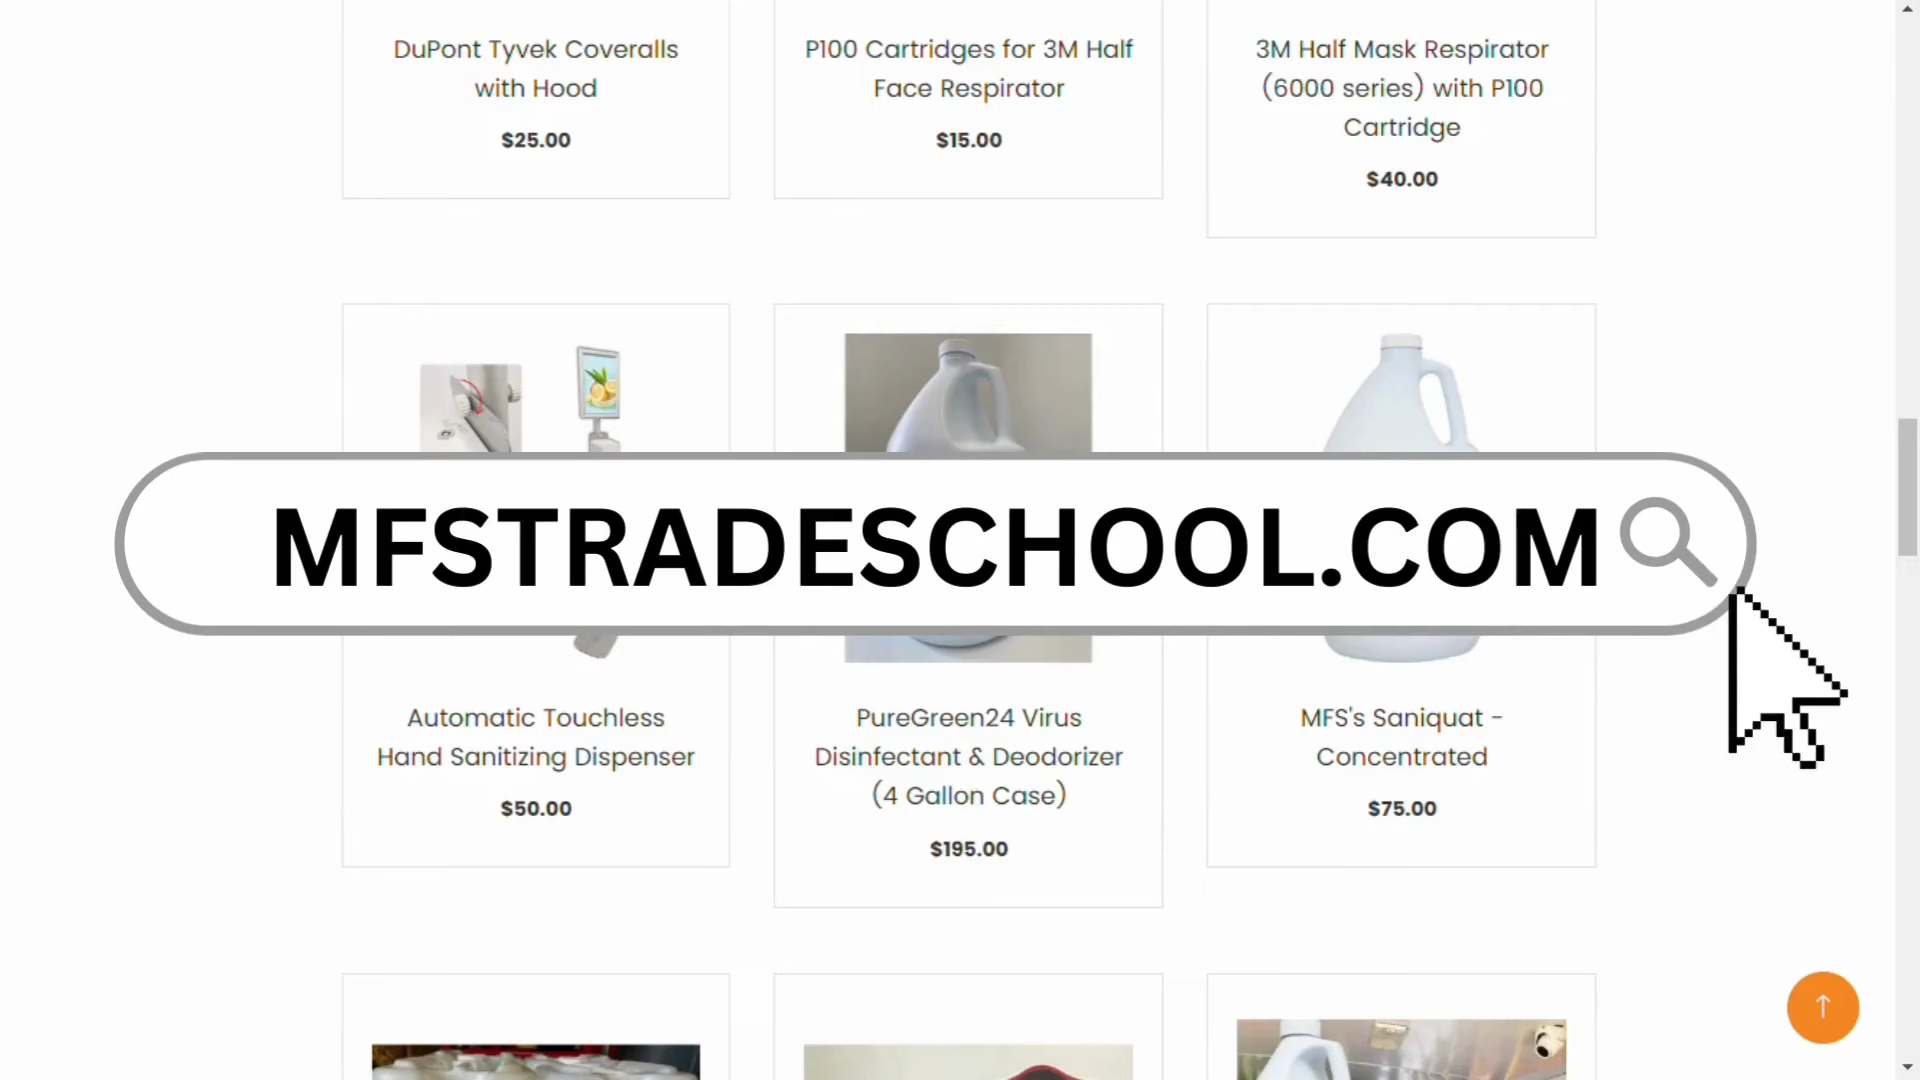 DuPont Tyvek Coveralls
with Hood
$25.00
P100 Cartridges for 3M Half
Face Respirator
$15.00
3M Half Mask Respirator
(6000 series) with P100
Cartridge
$40.00
MFSTRADESCHOOL.COM
Automatic Touchless
Hand Sanitizing Dispenser
$50.00
PureGreen24 Virus
Disinfectant & Deodorizer
(4 Gallon Case)
$195.00
MFS's Saniquat -
Concentrated
$75.00